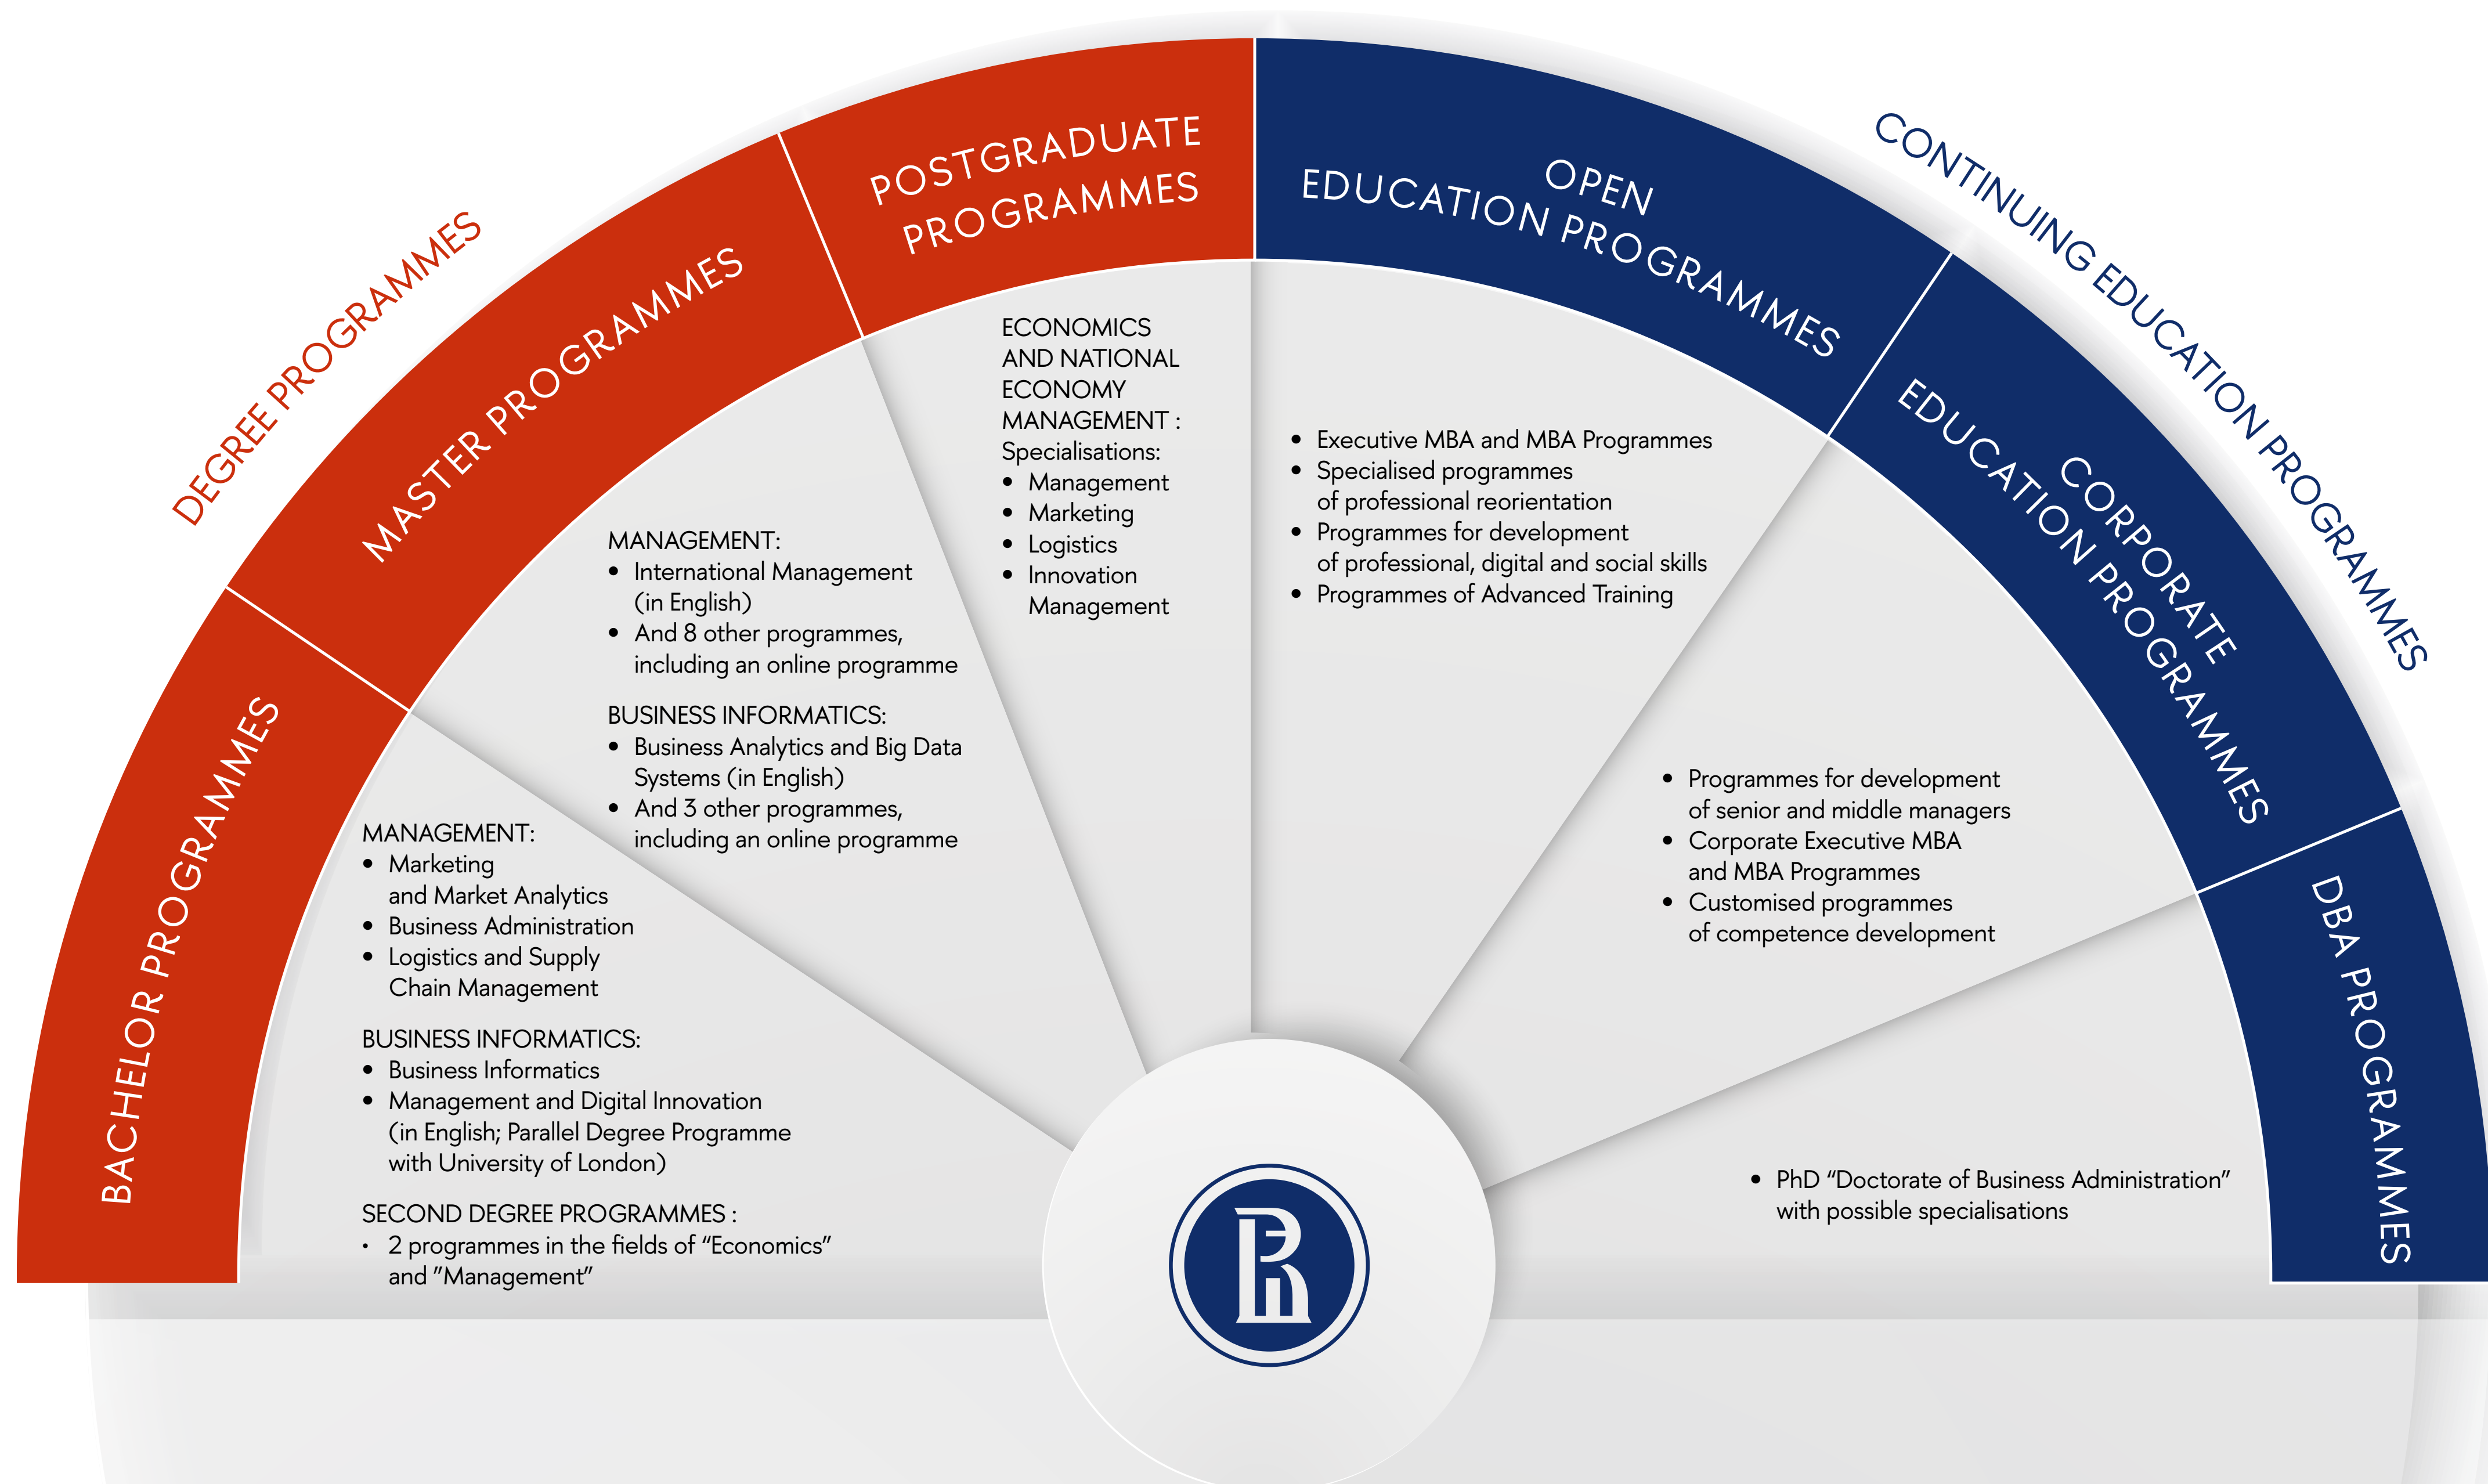 DEGREE PROGRAMMES
BACHELOR PROGRAMMES
MANAGEMENT:
• Marketing
and Market Analytics
• Business Administration
• Logistics and Supply
Chain Management
BUSINESS INFORMATICS:
• Business Informatics
• Management and Digital Innovation
(in English; Parallel Degree Programme
with University of London)
SECOND DEGREE PROGRAMMES :
• 2 programmes in the fields of “Economics”
and ”Management”
MASTER PROGRAMMES
MANAGEMENT:
• International Management
(in English)
• And 8 other programmes,
including an online programme
BUSINESS INFORMATICS:
• Business Analytics and Big Data
Systems (in English)
• And 3 other programmes,
including an online programme
POSTGRADUATE
PROGRAMMES
ECONOMICS
AND NATIONAL
ECONOMY
MANAGEMENT :
Specialisations:
• Management
• Marketing
• Logistics
• Innovation
Management
CONTINUING EDUCATION PROGRAMMES
OPEN
EDUCATION PROGRAMMES
• Executive MBA and MBA Programmes
• Specialised programmes
of professional reorientation
• Programmes for development
of professional, digital and social skills
• Programmes of Advanced Training
CORPORATE
EDUCATION PROGRAMMES
• Programmes for development
of senior and middle managers
• Corporate Executive MBA
and MBA Programmes
• Customised programmes
of competence development
DBA PROGRAMMES
• PhD “Doctorate of Business Administration”
with possible specialisations